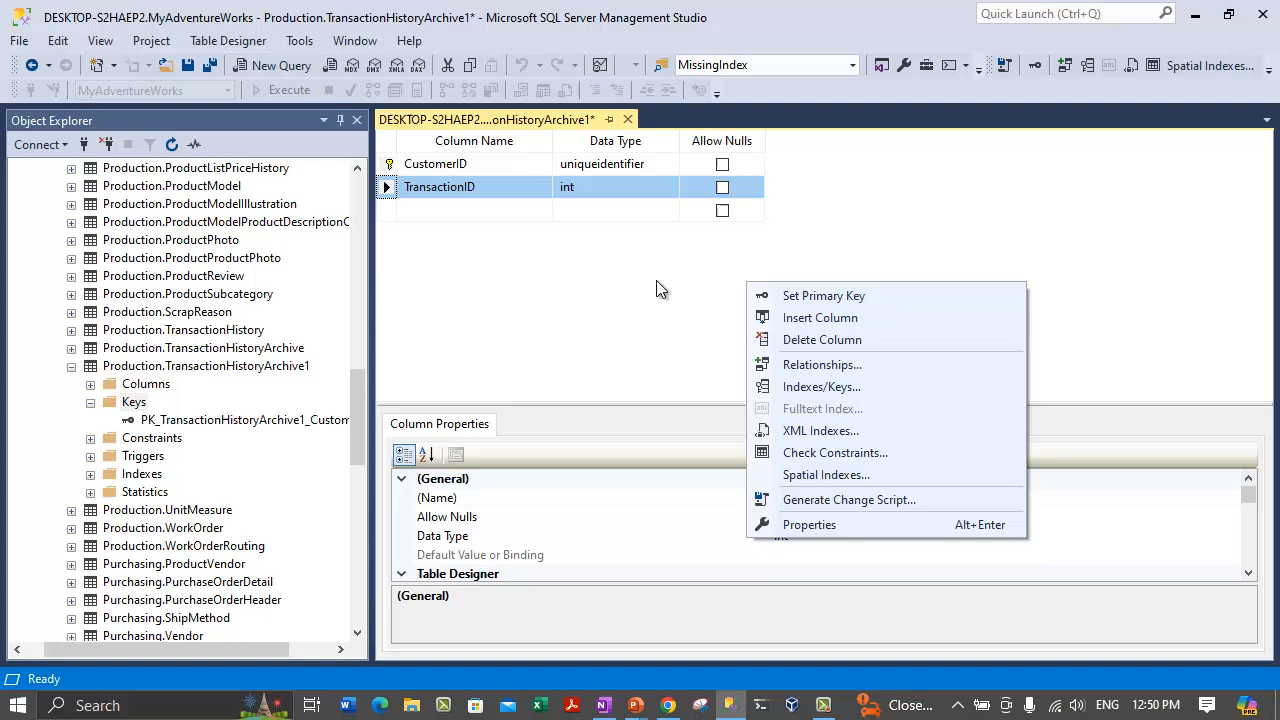 DESKTOP-S2HAEP2.MyAdventureWorks - Production.TransactionHistoryArchive1* - Microsoft SQL Server Management Studio
Quick Launch (Ctrl+Q)
File Edit View Project Table Designer Tools Window Help
New Query MDX DMX XMLA DAX MissingIndex Spatial Indexes...
MyAdventureWorks Execute
Object Explorer
DESKTOP-S2HAEP2....onHistoryArchive1*
Connect
Column Name Data Type Allow Nulls
CustomerID uniqueidentifier
TransactionID int
Production.ProductListPriceHistory
Production.ProductModel
Production.ProductModelIllustration
Production.ProductModelProductDescriptionC
Production.ProductPhoto
Production.ProductProductPhoto
Production.ProductReview
Production.ProductSubcategory
Production.ScrapReason
Production.TransactionHistory
Production.TransactionHistoryArchive
Production.TransactionHistoryArchive1
Columns
Keys
PK_TransactionHistoryArchive1_Custom
Constraints
Triggers
Indexes
Statistics
Production.UnitMeasure
Production.WorkOrder
Production.WorkOrderRouting
Purchasing.ProductVendor
Purchasing.PurchaseOrderDetail
Purchasing.PurchaseOrderHeader
Purchasing.ShipMethod
Purchasing.Vendor
Set Primary Key
Insert Column
Delete Column
Relationships...
Indexes/Keys...
Fulltext Index...
XML Indexes...
Check Constraints...
Spatial Indexes...
Generate Change Script...
Properties Alt+Enter
Column Properties
(General)
(Name)
Allow Nulls
Data Type
Default Value or Binding
Table Designer
(General)
Ready
Search
Close...
ENG 12:50 PM